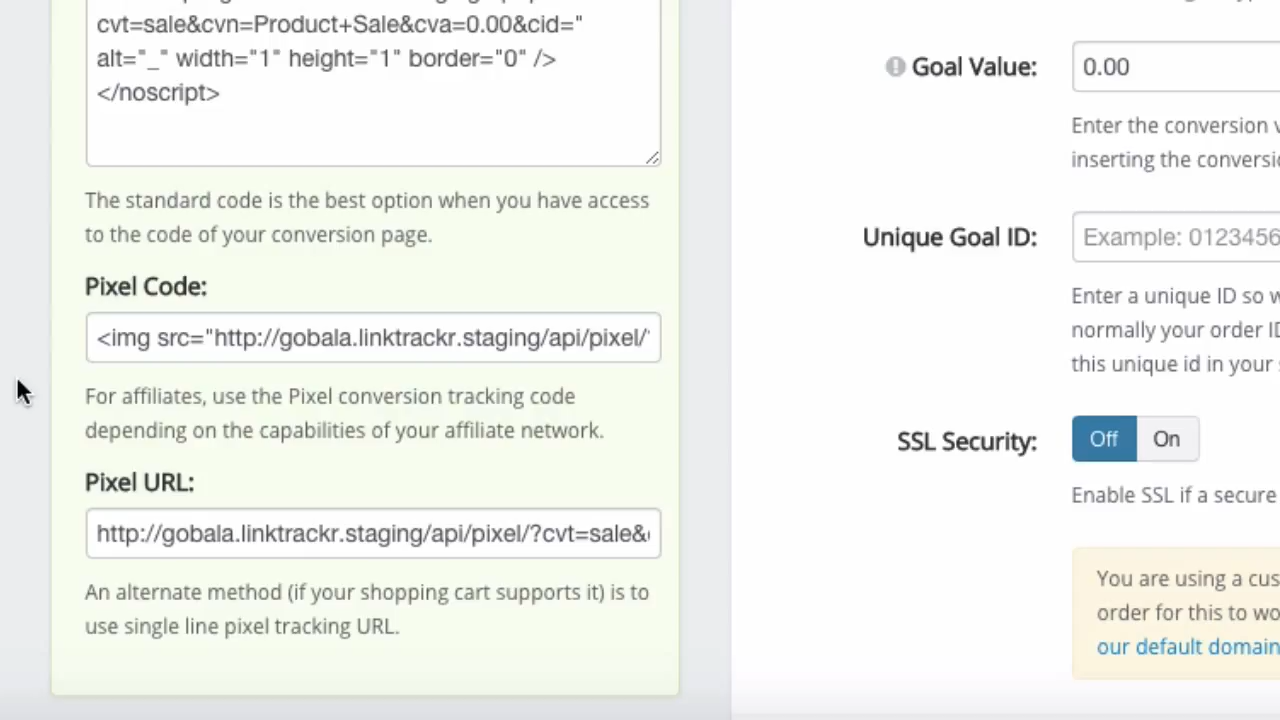 cvt=sale&cvn=Product+Sale&cva=0.00&cid="
alt="_" width="1" height="1" border="0" />
</noscript>
The standard code is the best option when you have access
to the code of your conversion page.
Pixel Code:
<img src="http://gobala.linktrackr.staging/api/pixel/
For affiliates, use the Pixel conversion tracking code
depending on the capabilities of your affiliate network.
Pixel URL:
http://gobala.linktrackr.staging/api/pixel/?cvt=sale&
An alternate method (if your shopping cart supports it) is to
use single line pixel tracking URL.
Goal Value:
0.00
Enter the conversion
inserting the
Unique Goal ID:
Example: 0123456
Enter a unique ID so
normally your order ID
this unique id in your
SSL Security:
Off On
Enable SSL if a secure
You are using a
order for this to
our default domain